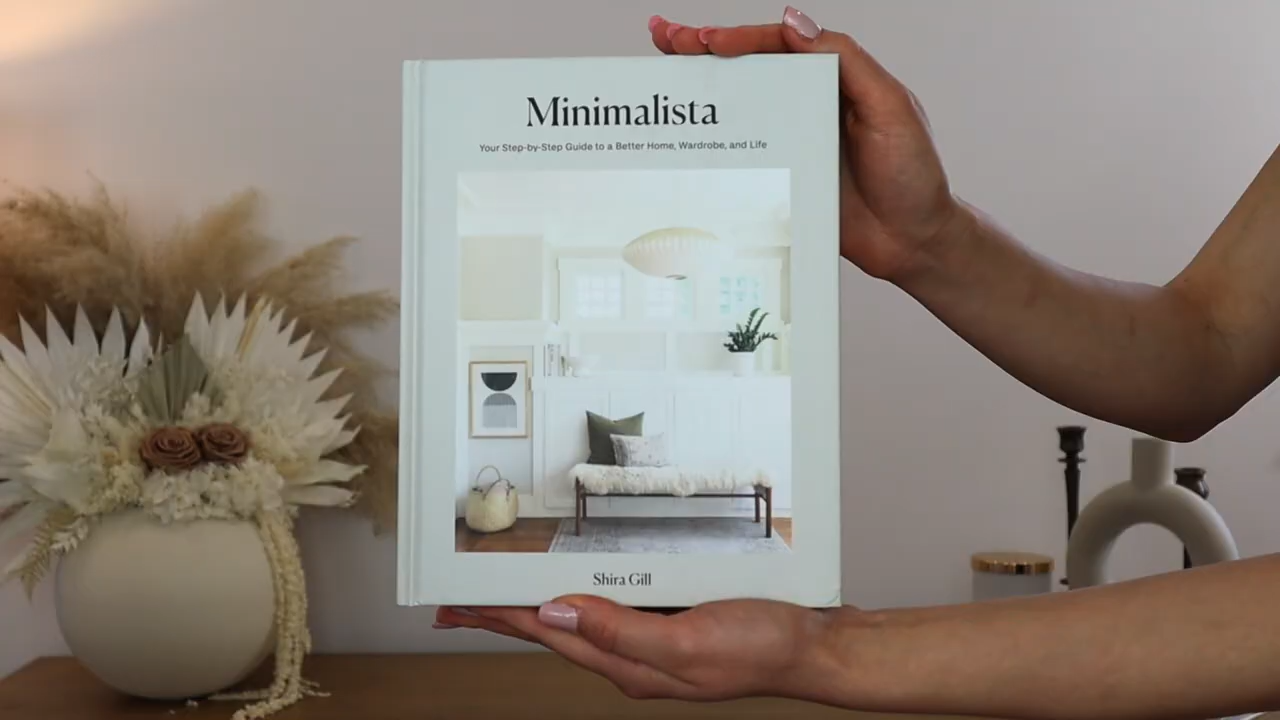 Minimalista
Your Step-by-Step Guide to a Better Home, Wardrobe, and Life
Shira Gill